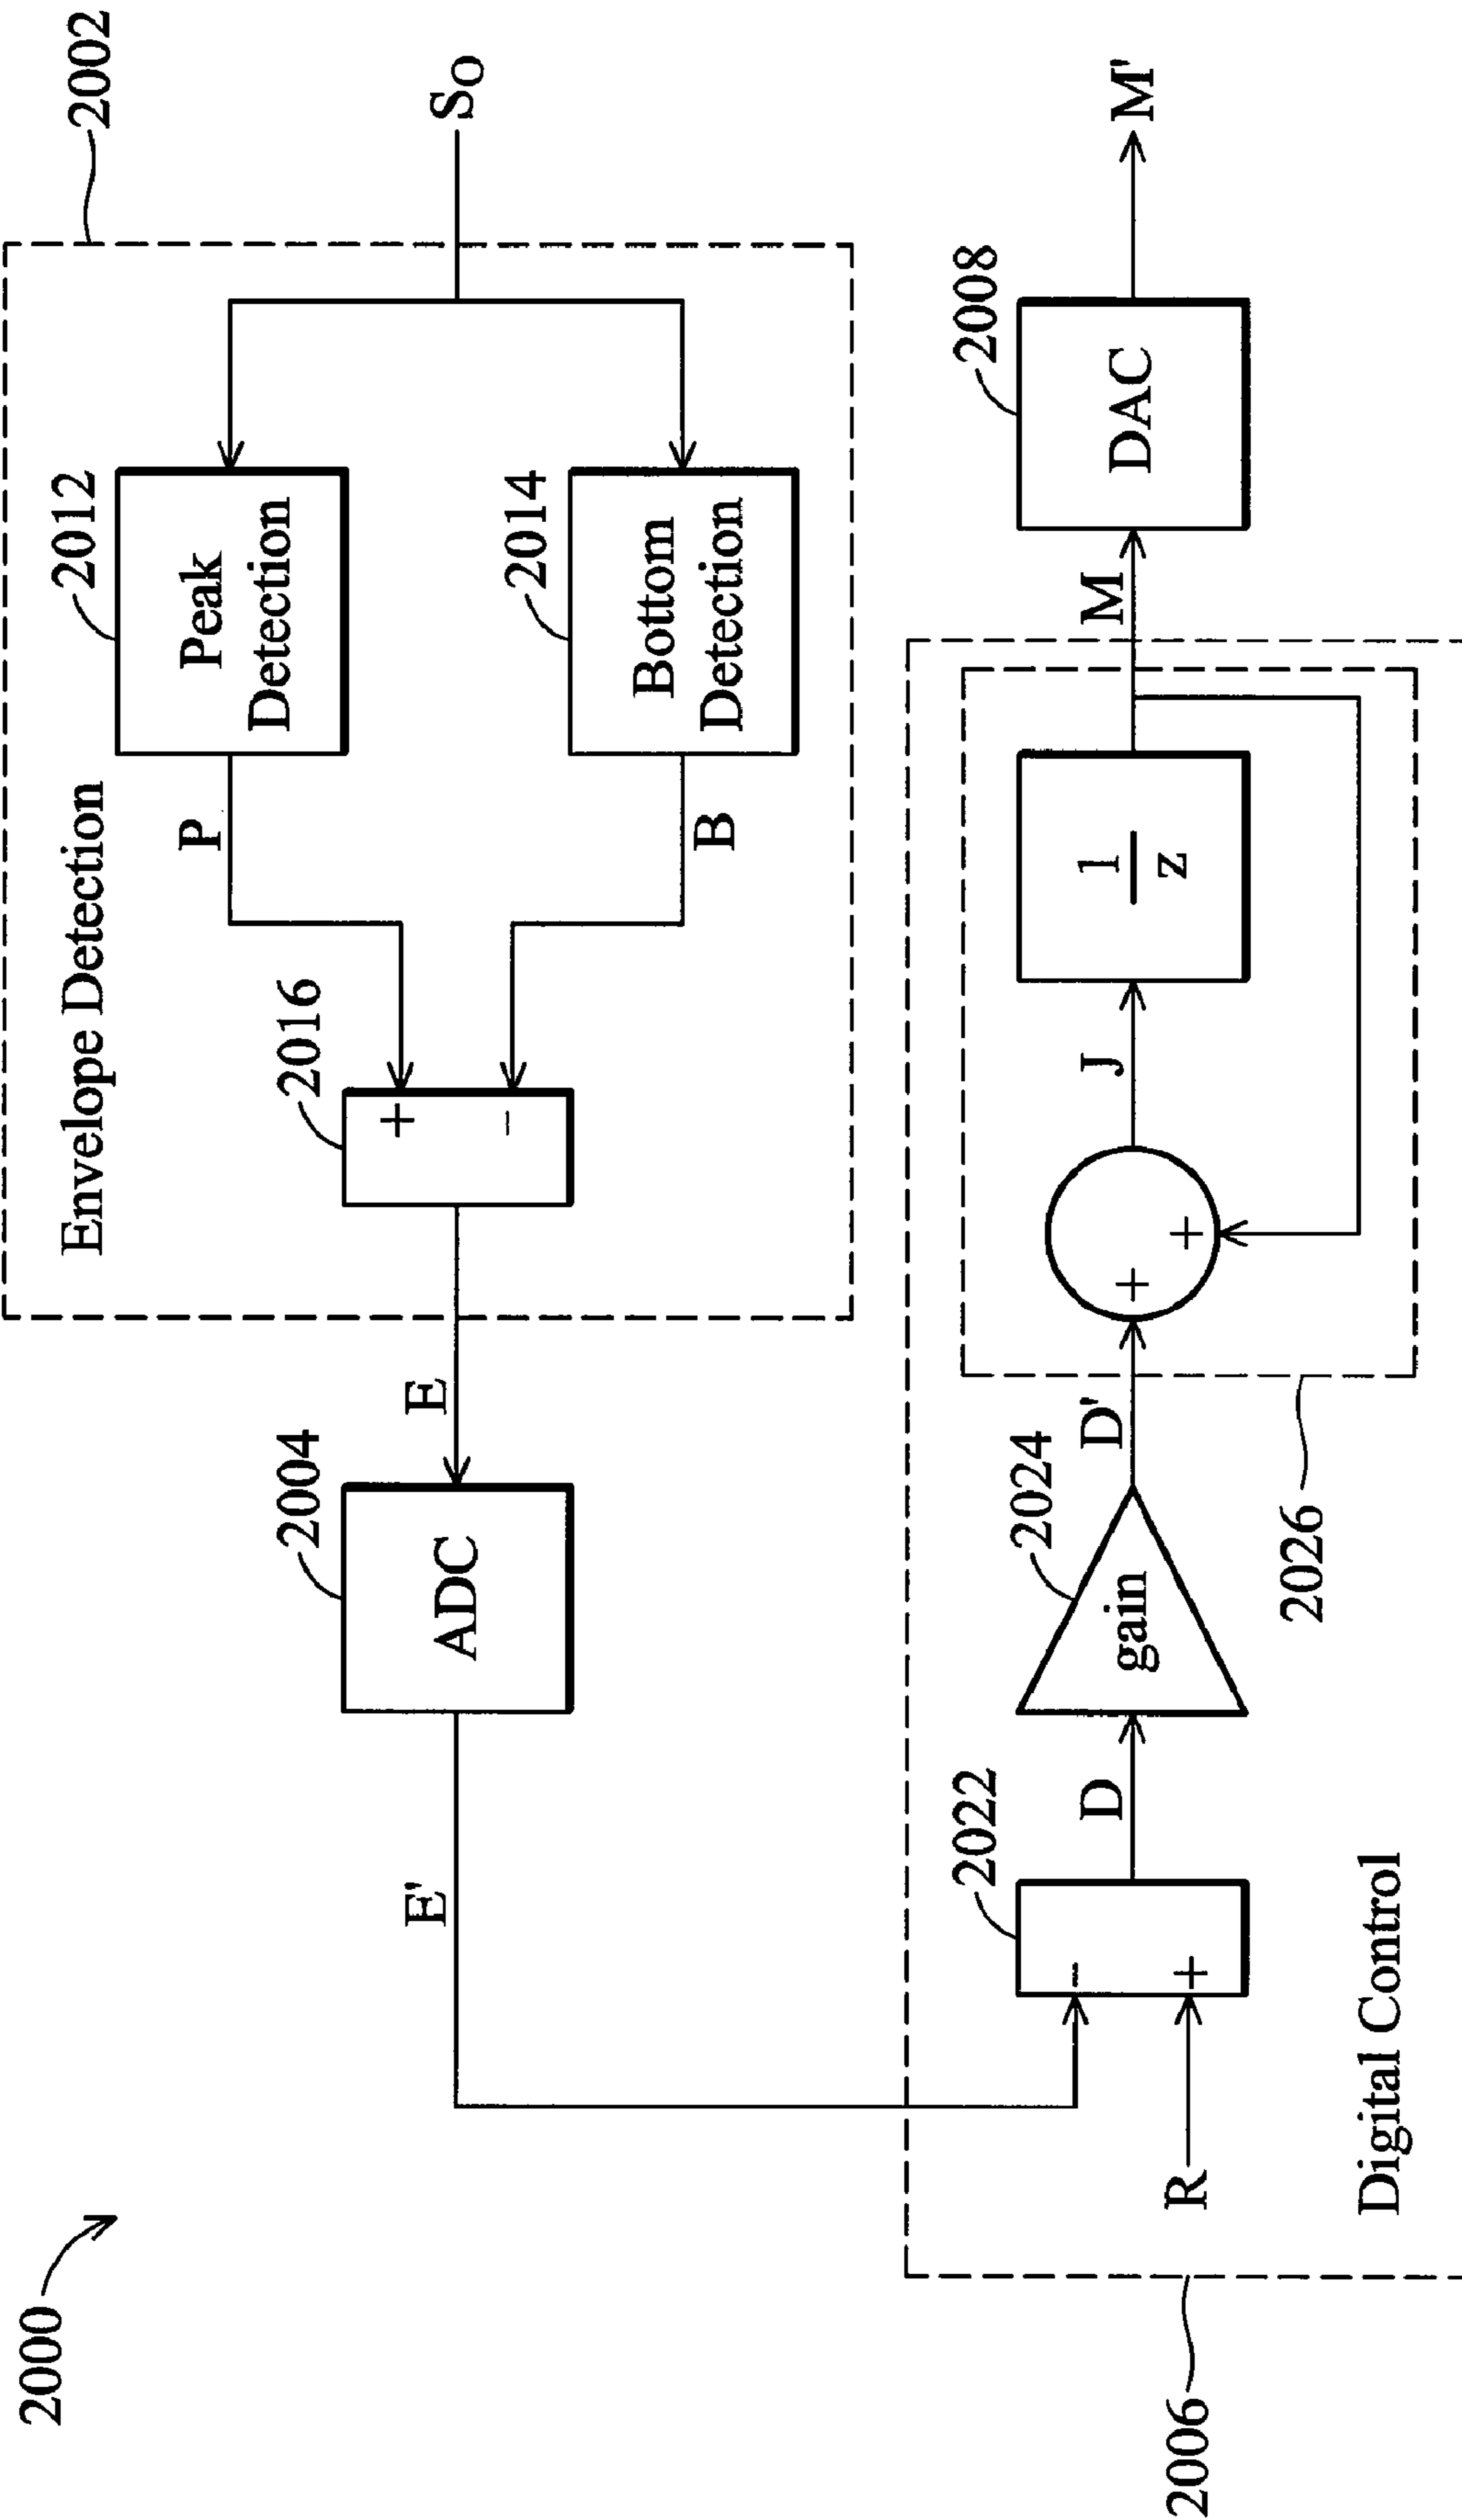 2000
2002
Envelope Detection
2012
Peak
Detection
2014
Bottom
Detection
So
P
B
2016
+
-
E
2004
ADC
E'
2006
Digital Control
R
2022
-
+
D
2024
gain
D'
2026
+
+
J
1
z
M
2008
DAC
M'